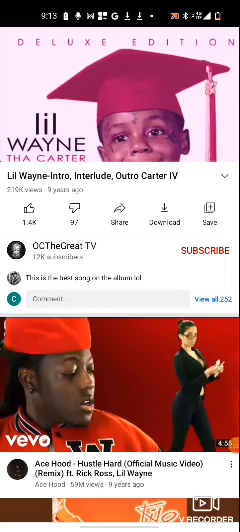 9:13
DELUXE EDITION
lil
WAYNE
THA CARTER
Lil Wayne-Intro, Interlude, Outro Carter IV
219K views · 9 years ago
1.4K
97
Share
Download
Save
OCTheGreat TV
12K subscribers
SUBSCRIBE
This is the best song on the album lol
C
Comment...
View all 252
vevo
4:55
Ace Hood - Hustle Hard (Official Music Video)
(Remix) ft. Rick Ross, Lil Wayne
Ace Hood · 59M views · 9 years ago
V RECORDER